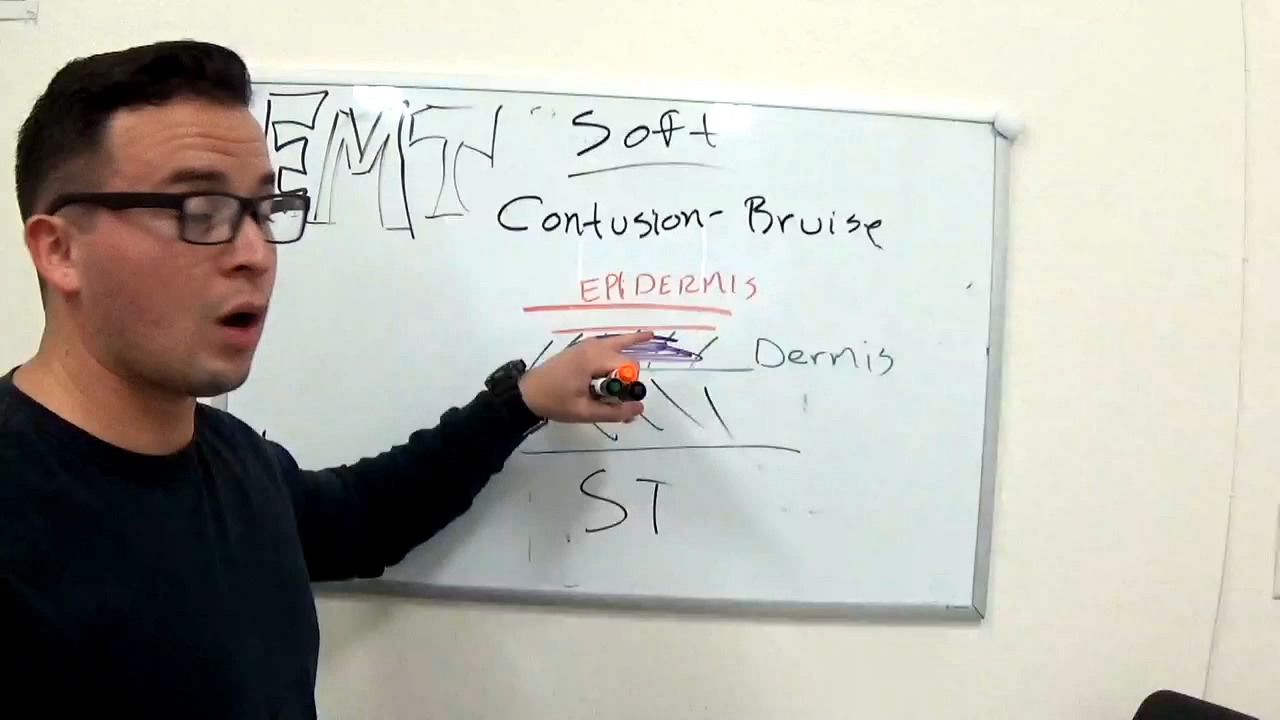 EMT
Soft
Contusion- Bruise
EPIDERMIS
Dermis
ST